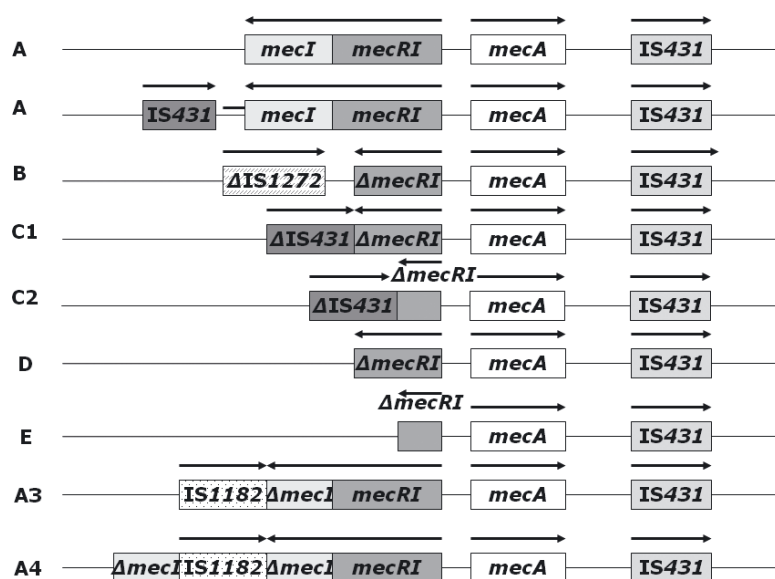 A mecI mecRI mecA IS431
A IS431 mecI mecRI mecA IS431
B ΔIS1272 ΔmecRI mecA IS431
C1 ΔIS431 ΔmecRI mecA IS431
ΔmecRI
C2 ΔIS431 mecA IS431
D ΔmecRI mecA IS431
ΔmecRI
E mecA IS431
A3 IS1182 ΔmecI mecRI mecA IS431
A4 ΔmecI IS1182 ΔmecI mecRI mecA IS431